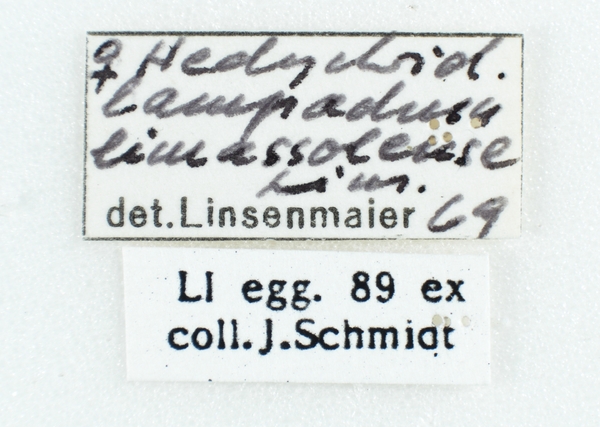 ♀ Hedychrid.
lampadum
limassolense
Lins.
det. Linsenmaier 69
LI egg. 89 ex
coll. J. Schmidt